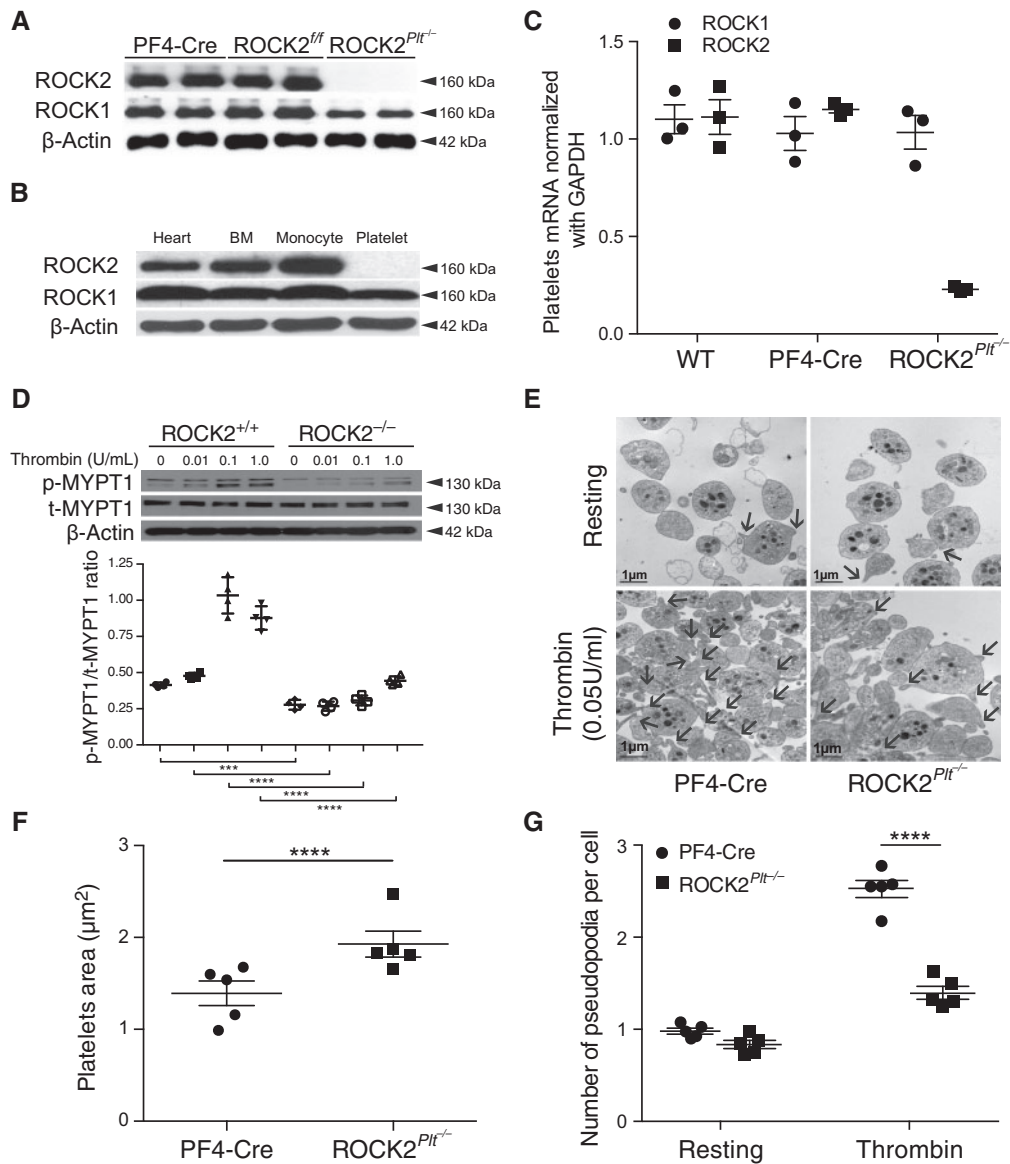 A
PF4-Cre ROCK2f/f ROCK2Plt–/–
ROCK2 160 kDa
ROCK1 160 kDa
β-Actin 42 kDa
B
Heart BM Monocyte Platelet
ROCK2 160 kDa
ROCK1 160 kDa
β-Actin 42 kDa
C
ROCK1
ROCK2
Platelets mRNA normalized
with GAPDH
1.5
1.0
0.5
0.0
WT PF4-Cre ROCK2Plt–/–
D
ROCK2+/+ ROCK2–/–
Thrombin (U/mL) 0 0.01 0.1 1.0 0 0.01 0.1 1.0
p-MYPT1 130 kDa
t-MYPT1 130 kDa
β-Actin 42 kDa
p-MYPT1/t-MYPT1 ratio
1.25
1.00
0.75
0.50
0.25
0.00
***
****
****
****
E
Resting
1μm 1μm
Thrombin
(0.05U/ml)
1μm 1μm
PF4-Cre ROCK2Plt–/–
F
Platelets area (μm2)
3
2
1
0
****
PF4-Cre ROCK2Plt–/–
G
Number of pseudopodia per cell
3
2
1
0
PF4-Cre
ROCK2Plt–/–
****
Resting Thrombin